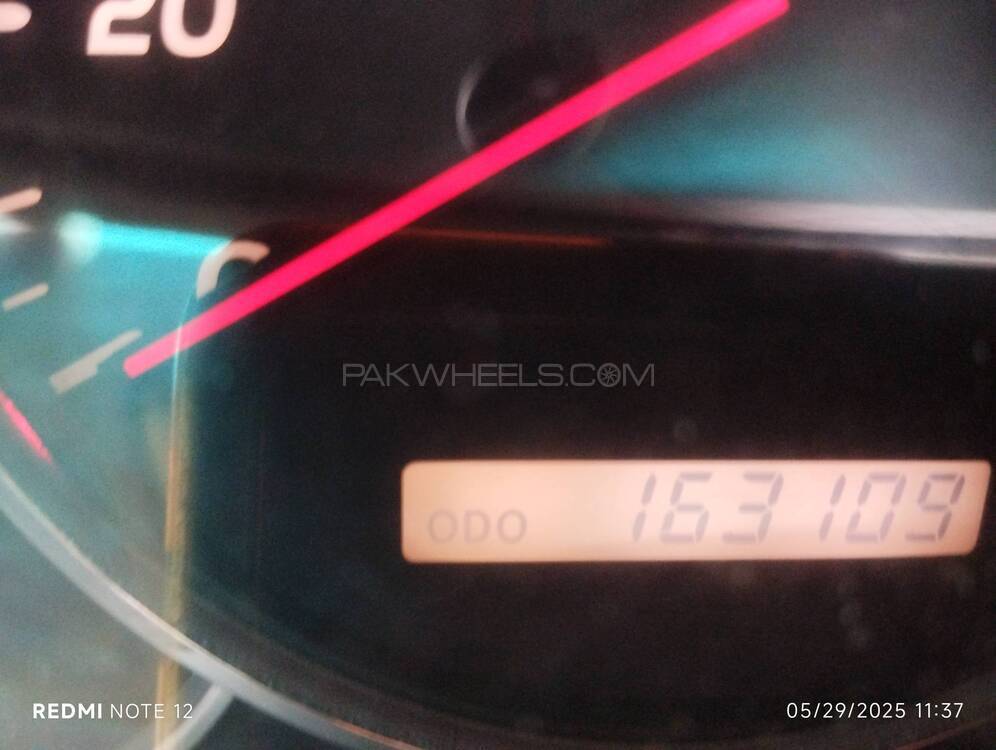 20
PAKWHEELS.COM
ODO 163109
REDMI NOTE 12
05/29/2025 11:37